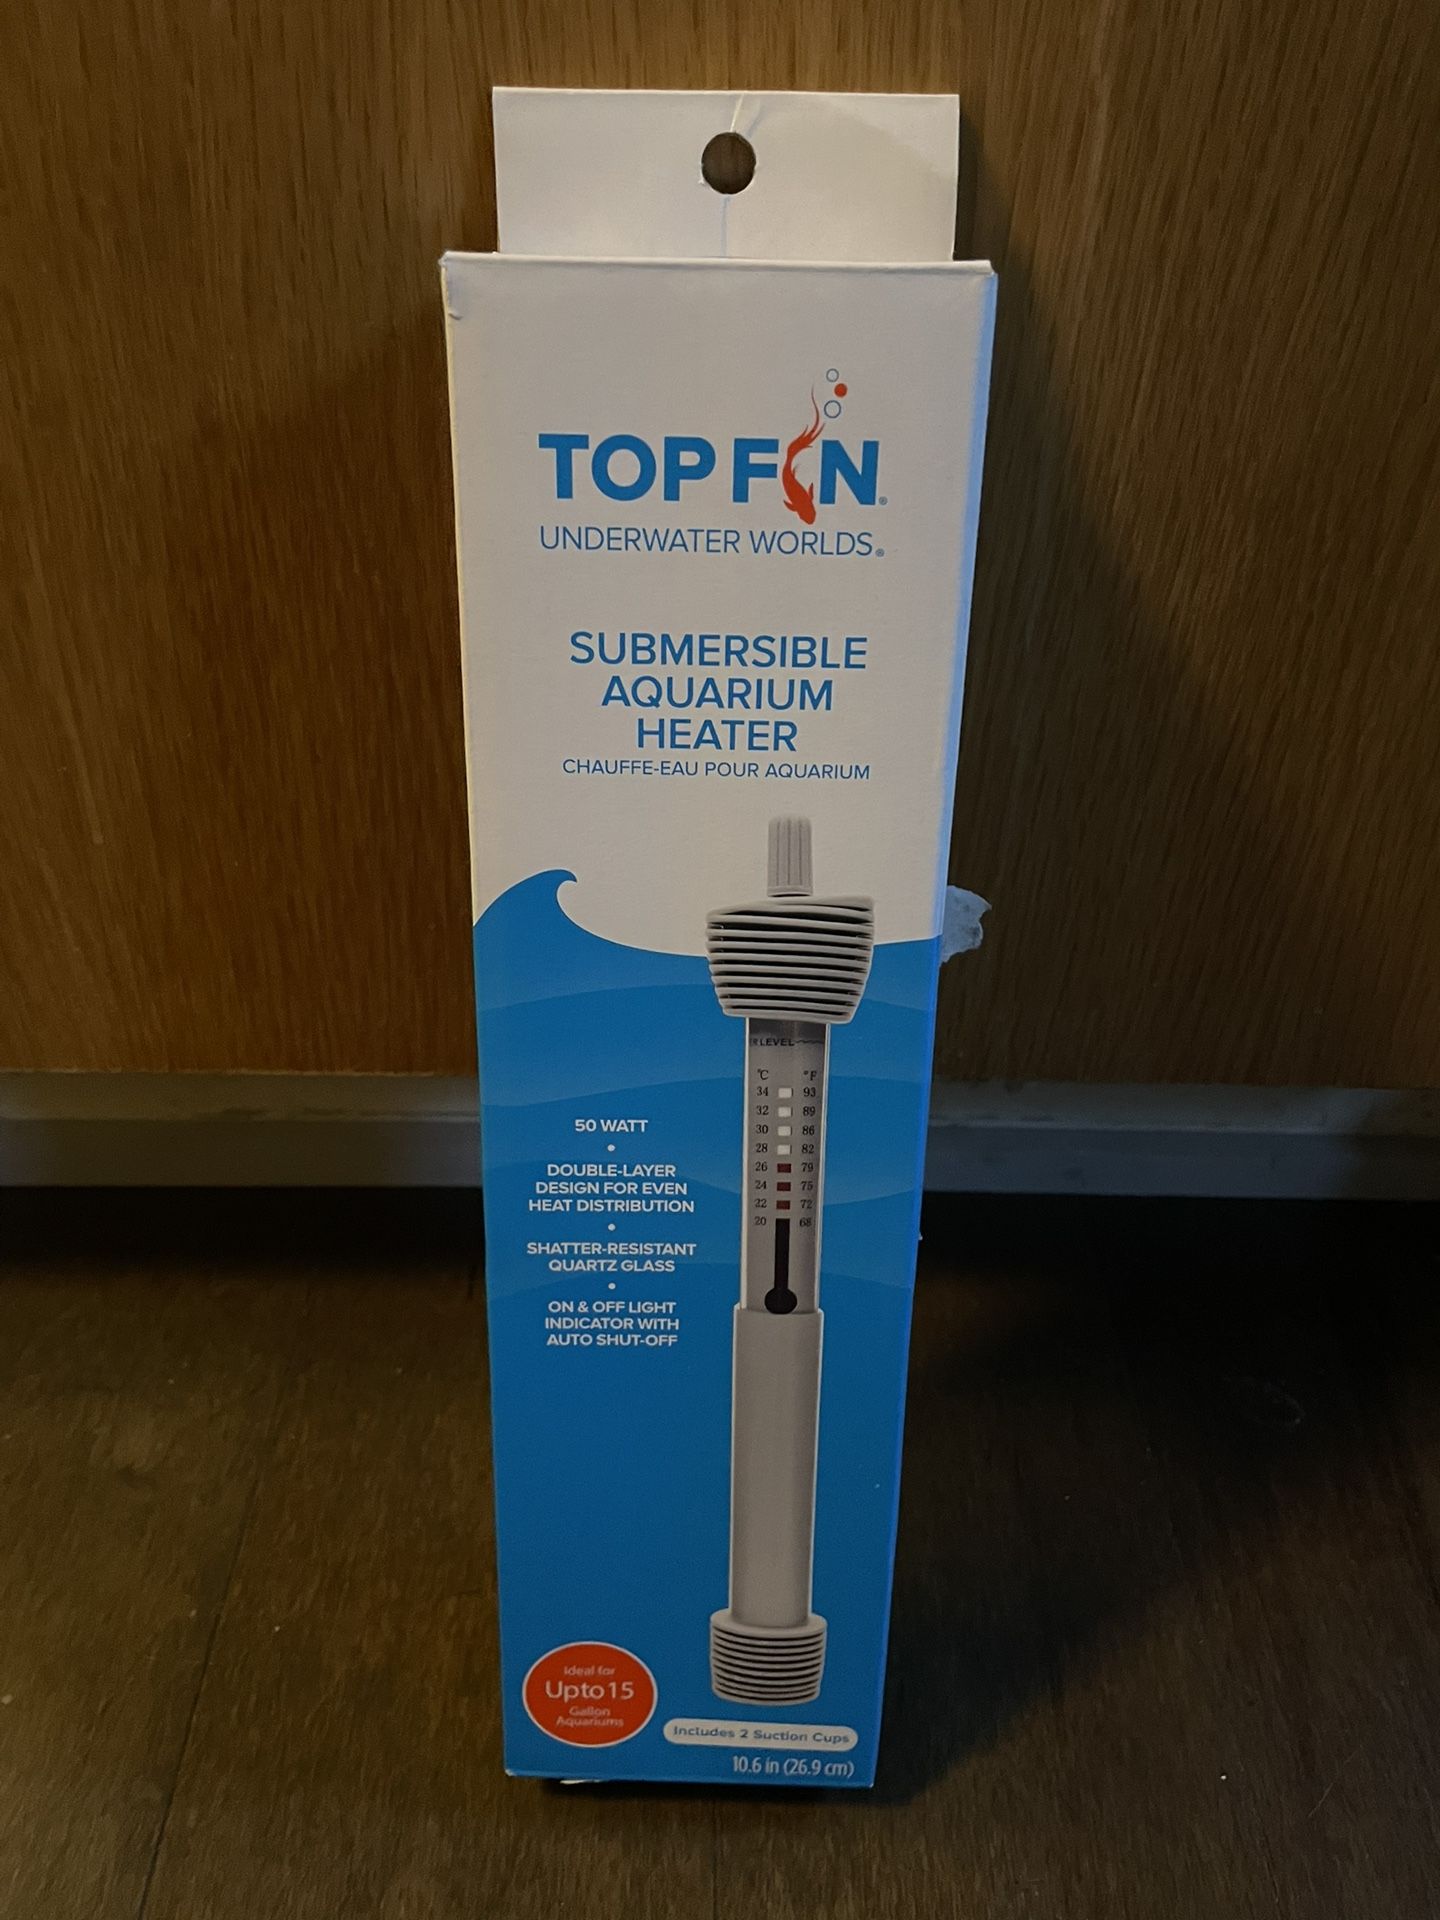 TOP FIN®
UNDERWATER WORLDS®
SUBMERSIBLE
AQUARIUM
HEATER
CHAUFFE-EAU POUR AQUARIUM
R LEVEL
°C °F
34 93
32 89
30 86
28 82
26 79
24 75
22 72
20 68
50 WATT
•
DOUBLE-LAYER
DESIGN FOR EVEN
HEAT DISTRIBUTION
•
SHATTER-RESISTANT
QUARTZ GLASS
•
ON & OFF LIGHT
INDICATOR WITH
AUTO SHUT-OFF
Ideal for
Up to 15
Gallon
Aquariums
Includes 2 Suction Cups
10.6 in (26.9 cm)